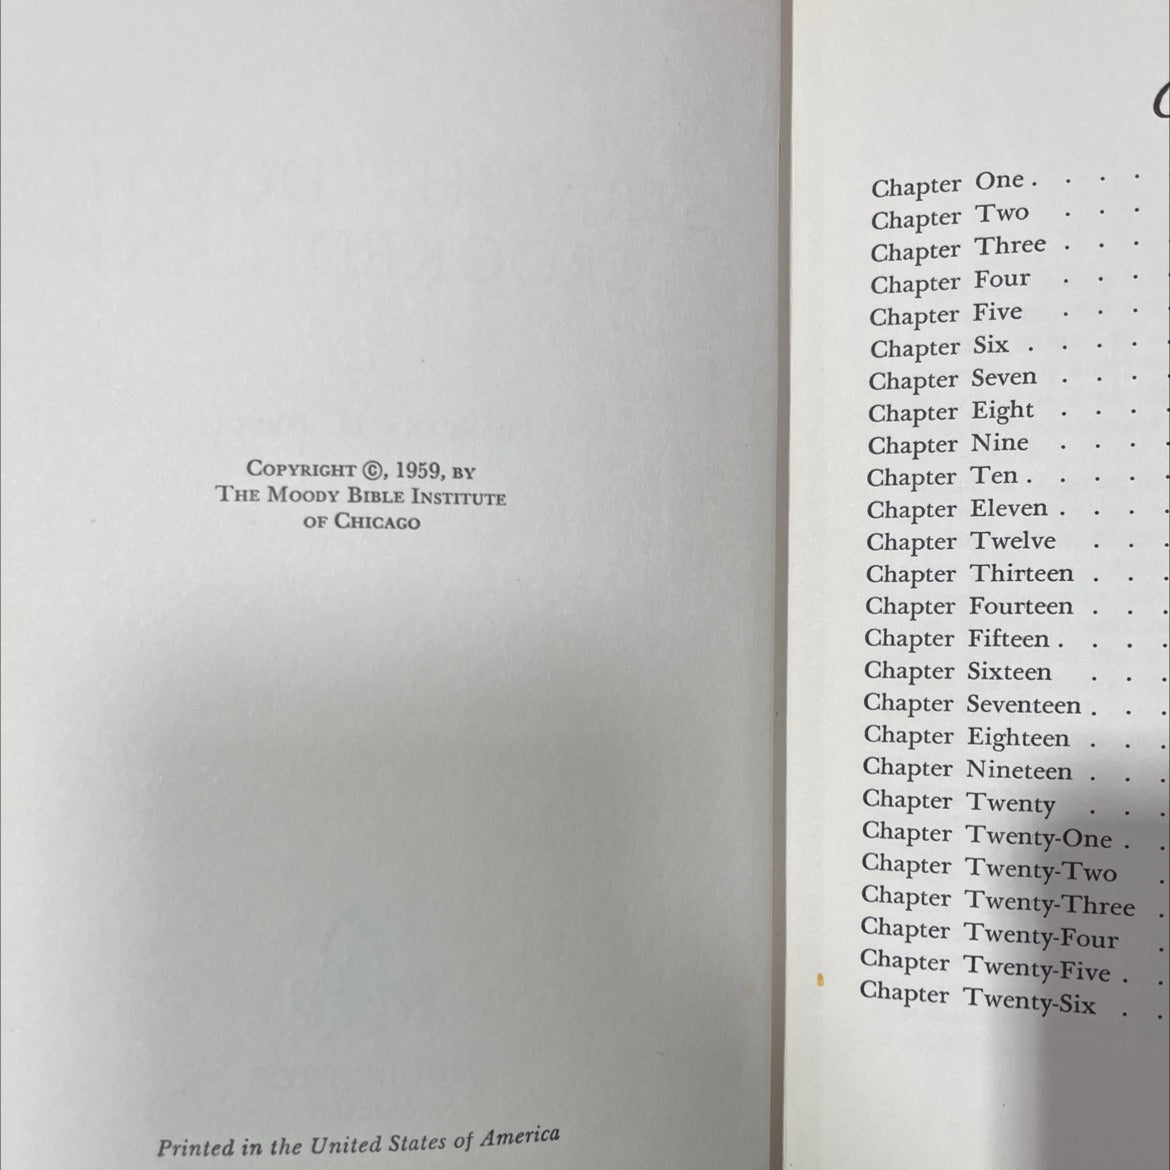 Copyright ©, 1959, by
The Moody Bible Institute
of Chicago
Printed in the United States of America
Chapter One . . . .
Chapter Two . . .
Chapter Three . . .
Chapter Four . . .
Chapter Five . . .
Chapter Six . . . .
Chapter Seven . . .
Chapter Eight . . .
Chapter Nine . . .
Chapter Ten . . . .
Chapter Eleven . . .
Chapter Twelve . .
Chapter Thirteen . .
Chapter Fourteen . .
Chapter Fifteen . . .
Chapter Sixteen . .
Chapter Seventeen . .
Chapter Eighteen . .
Chapter Nineteen . .
Chapter Twenty . .
Chapter Twenty-One . .
Chapter Twenty-Two .
Chapter Twenty-Three .
Chapter Twenty-Four .
Chapter Twenty-Five . .
Chapter Twenty-Six . .